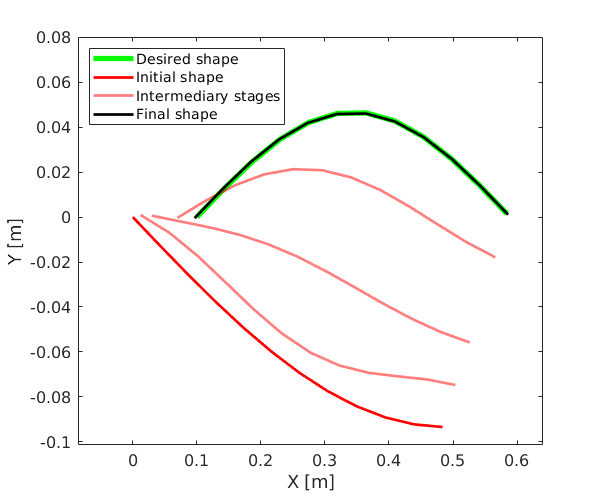 0.08
0.06
0.04
0.02
0
-0.02
-0.04
-0.06
-0.08
-0.1
Y [m]
Desired shape
Initial shape
Intermediary stages
Final shape
0 0.1 0.2 0.3 0.4 0.5 0.6
X [m]